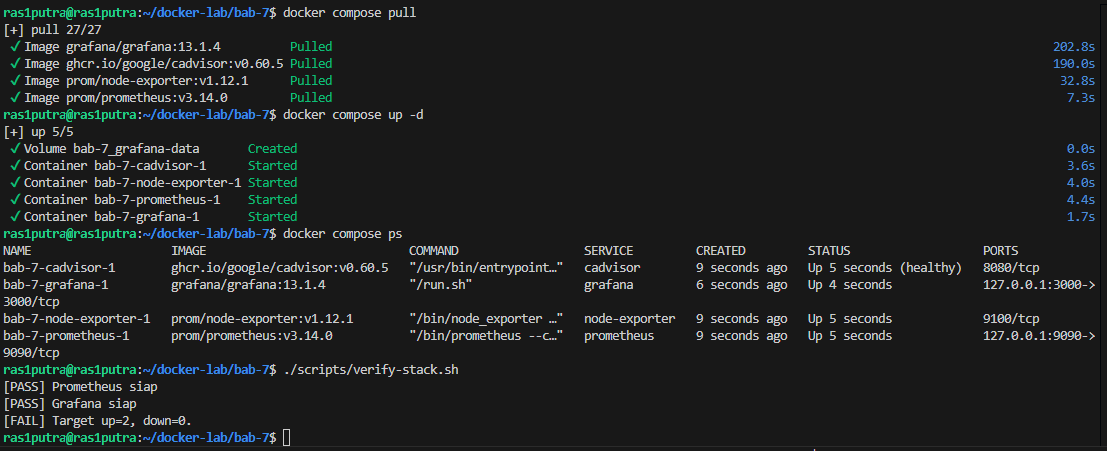 ras1putra@ras1putra:~/docker-lab/bab-7$ docker compose pull
[+] pull 27/27
✓ Image grafana/grafana:13.1.4 Pulled 202.8s
✓ Image ghcr.io/google/cadvisor:v0.60.5 Pulled 190.0s
✓ Image prom/node-exporter:v1.12.1 Pulled 32.8s
✓ Image prom/prometheus:v3.14.0 Pulled 7.3s
ras1putra@ras1putra:~/docker-lab/bab-7$ docker compose up -d
[+] up 5/5
✓ Volume bab-7_grafana-data Created 0.0s
✓ Container bab-7-cadvisor-1 Started 3.6s
✓ Container bab-7-node-exporter-1 Started 4.0s
✓ Container bab-7-prometheus-1 Started 4.4s
✓ Container bab-7-grafana-1 Started 1.7s
ras1putra@ras1putra:~/docker-lab/bab-7$ docker compose ps
NAME IMAGE COMMAND SERVICE CREATED STATUS PORTS
bab-7-cadvisor-1 ghcr.io/google/cadvisor:v0.60.5 "/usr/bin/entrypoint…" cadvisor 9 seconds ago Up 5 seconds (healthy) 8080/tcp
bab-7-grafana-1 grafana/grafana:13.1.4 "/run.sh" grafana 6 seconds ago Up 4 seconds 127.0.0.1:3000->
3000/tcp
bab-7-node-exporter-1 prom/node-exporter:v1.12.1 "/bin/node_exporter …" node-exporter 9 seconds ago Up 5 seconds 9100/tcp
bab-7-prometheus-1 prom/prometheus:v3.14.0 "/bin/prometheus --c…" prometheus 9 seconds ago Up 5 seconds 127.0.0.1:9090->
9090/tcp
ras1putra@ras1putra:~/docker-lab/bab-7$ ./scripts/verify-stack.sh
[PASS] Prometheus siap
[PASS] Grafana siap
[FAIL] Target up=2, down=0.
ras1putra@ras1putra:~/docker-lab/bab-7$